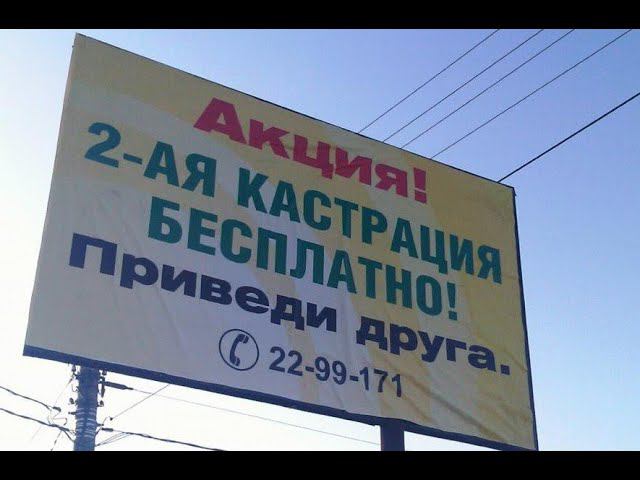 Акция!
2-АЯ КАСТРАЦИЯ
БЕСПЛАТНО!
Приведи друга.
22-99-171